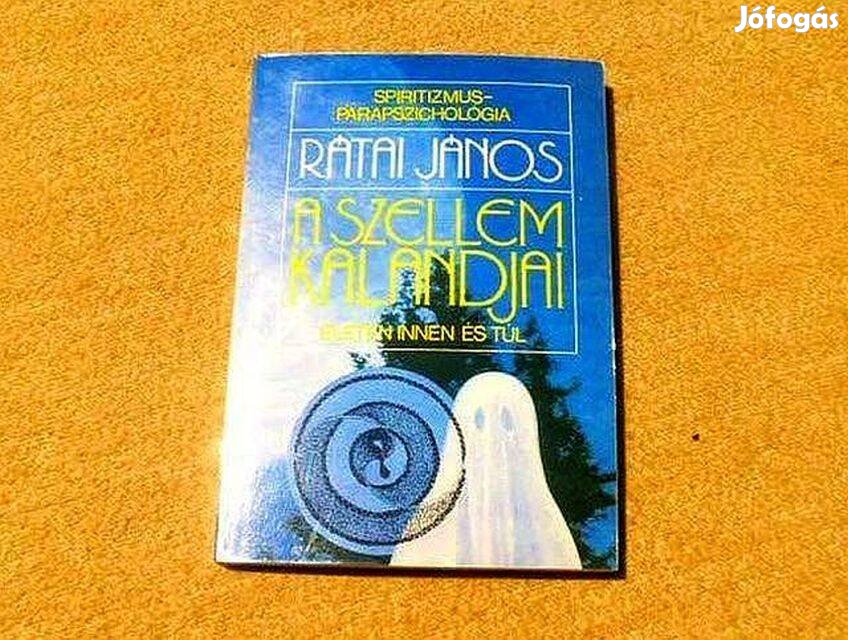 Jófogás
SPIRITIZMUS-
PARAPSZICHOLÓGIA
RÁTAI JÁNOS
A SZELLEM
KALANDJAI
ÉLETEN INNEN ÉS TÚL